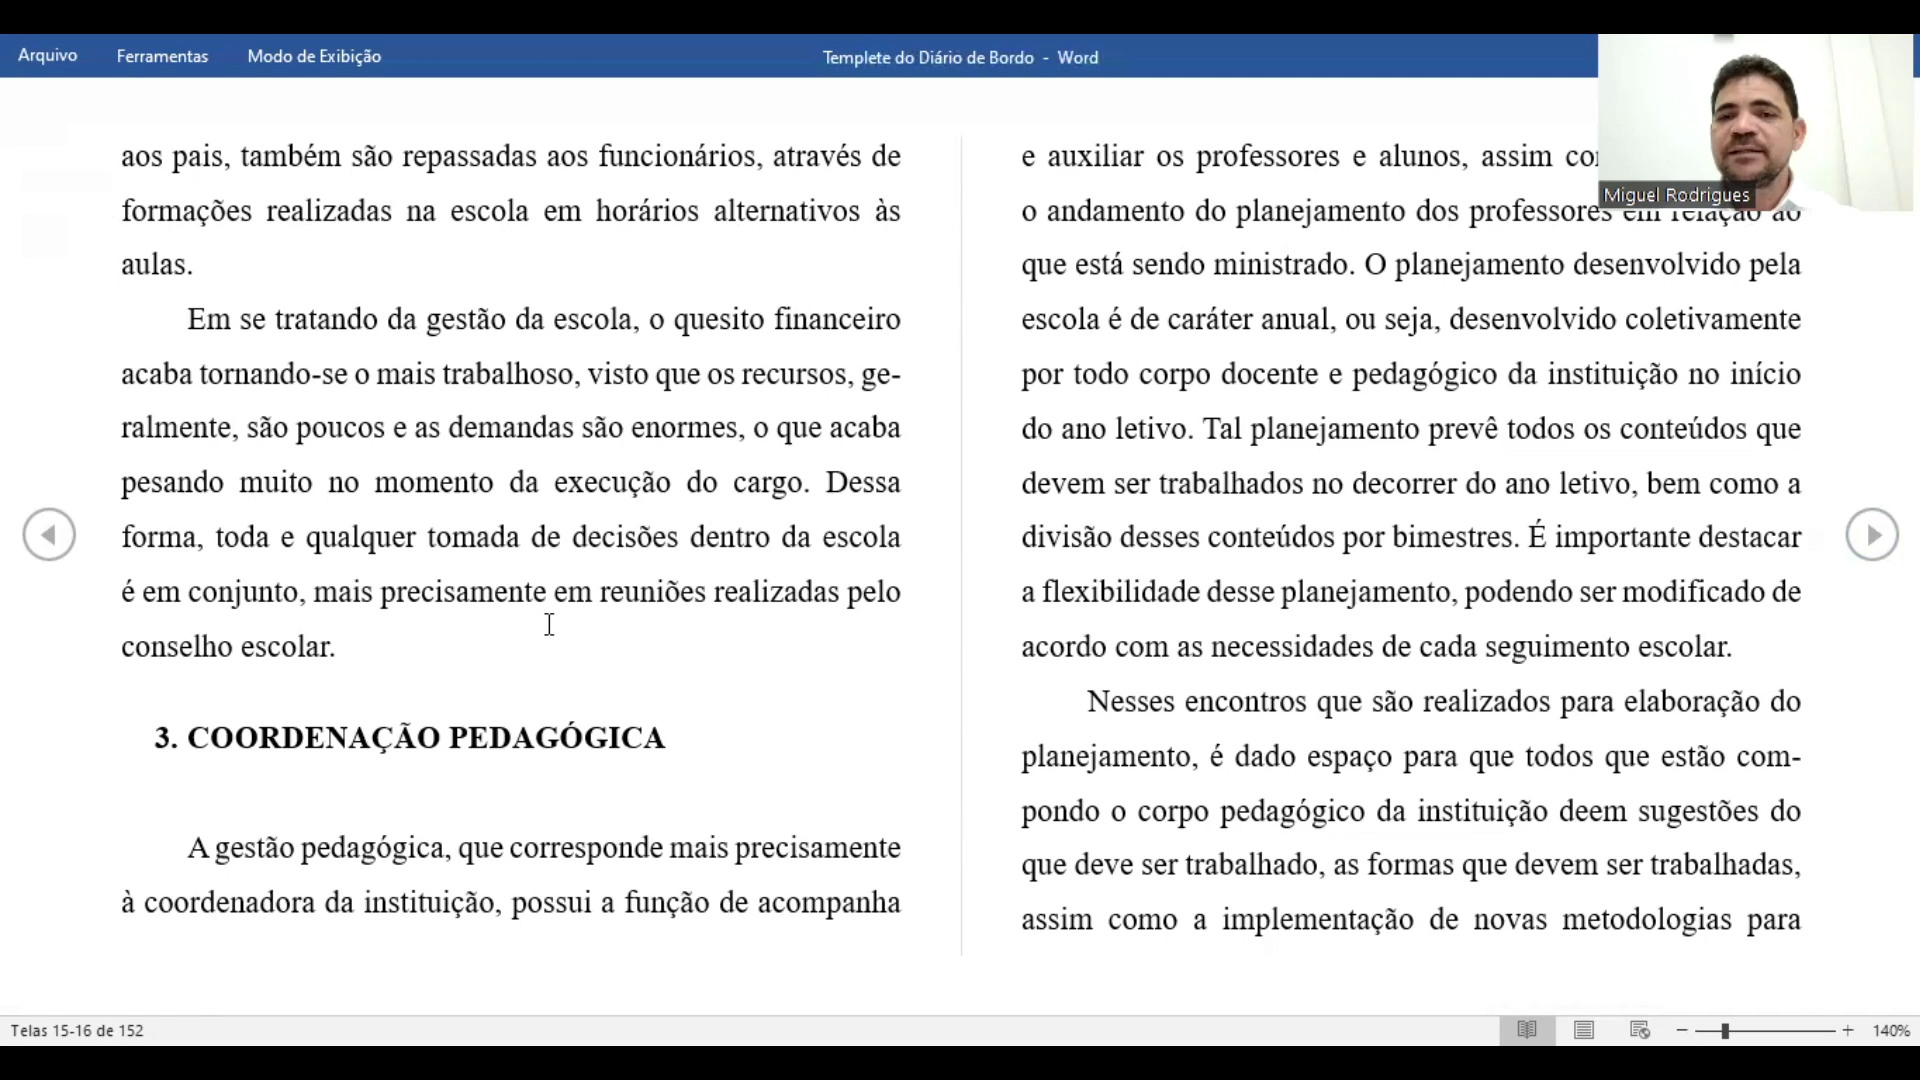 Arquivo Ferramentas Modo de Exibição Templete do Diário de Bordo - Word
aos pais, também são repassadas aos funcionários, através de
formações realizadas na escola em horários alternativos às
aulas.
Em se tratando da gestão da escola, o quesito financeiro
acaba tornando-se o mais trabalhoso, visto que os recursos, ge-
ralmente, são poucos e as demandas são enormes, o que acaba
pesando muito no momento da execução do cargo. Dessa
forma, toda e qualquer tomada de decisões dentro da escola
é em conjunto, mais precisamente em reuniões realizadas pelo
conselho escolar.
3. COORDENAÇÃO PEDAGÓGICA
A gestão pedagógica, que corresponde mais precisamente
à coordenadora da instituição, possui a função de acompanha
e auxiliar os professores e alunos, assim
o andamento do planejamento dos professores em relação ao
que está sendo ministrado. O planejamento desenvolvido pela
escola é de caráter anual, ou seja, desenvolvido coletivamente
por todo corpo docente e pedagógico da instituição no início
do ano letivo. Tal planejamento prevê todos os conteúdos que
devem ser trabalhados no decorrer do ano letivo, bem como a
divisão desses conteúdos por bimestres. É importante destacar
a flexibilidade desse planejamento, podendo ser modificado de
acordo com as necessidades de cada seguimento escolar.
Nesses encontros que são realizados para elaboração do
planejamento, é dado espaço para que todos que estão com-
pondo o corpo pedagógico da instituição deem sugestões do
que deve ser trabalhado, as formas que devem ser trabalhadas,
assim como a implementação de novas metodologias para
Miguel Rodrigues
Telas 15-16 de 152
140%